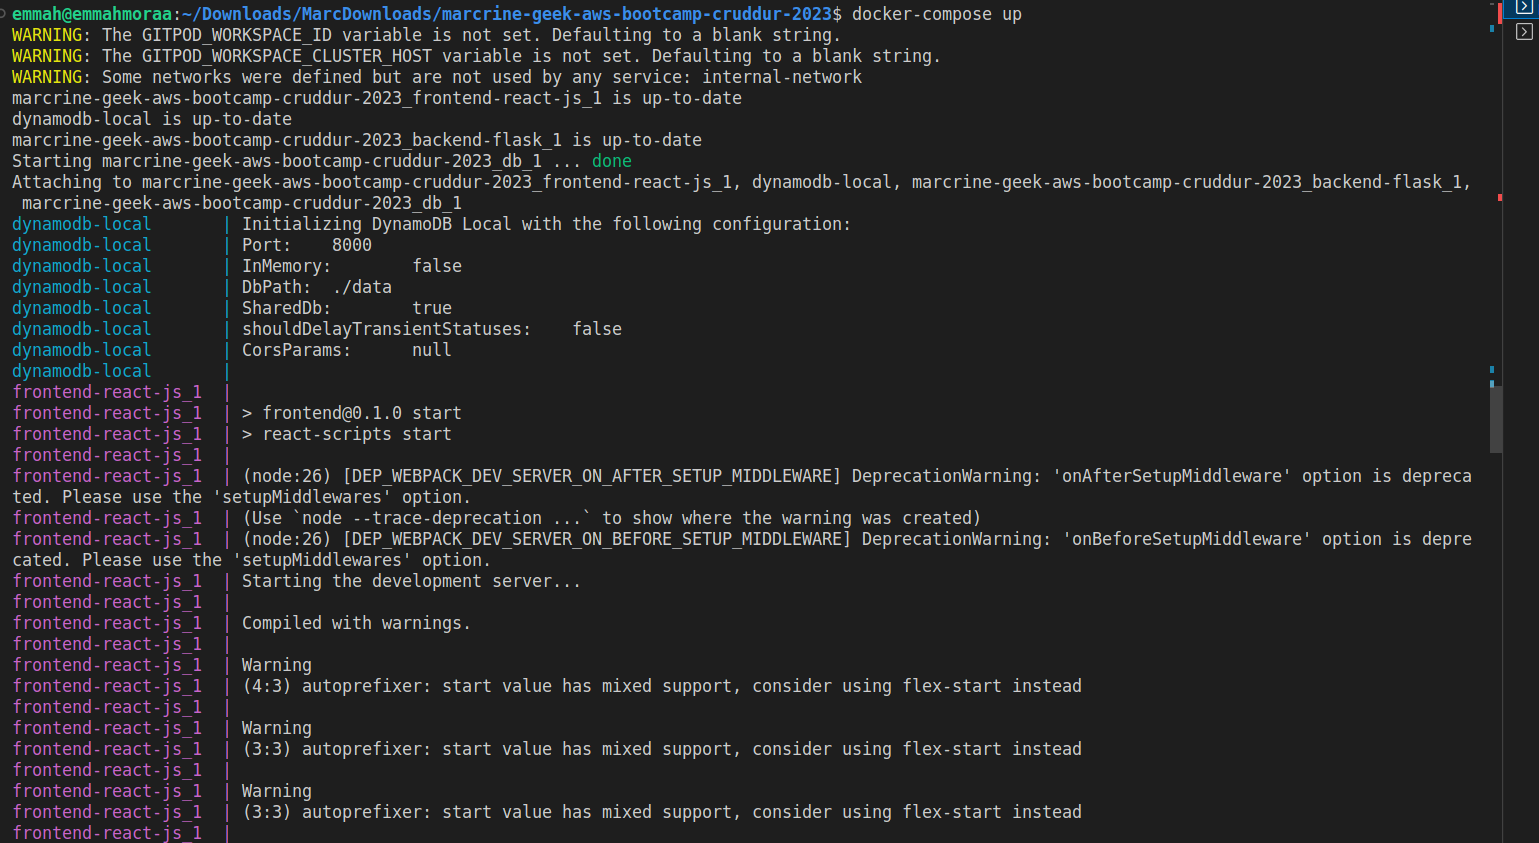 emmah@emmahmoraa:~/Downloads/MarcDownloads/marcrine-geek-aws-bootcamp-cruddur-2023$ docker-compose up
WARNING: The GITPOD_WORKSPACE_ID variable is not set. Defaulting to a blank string.
WARNING: The GITPOD_WORKSPACE_CLUSTER_HOST variable is not set. Defaulting to a blank string.
WARNING: Some networks were defined but are not used by any service: internal-network
marcrine-geek-aws-bootcamp-cruddur-2023_frontend-react-js_1 is up-to-date
dynamodb-local is up-to-date
marcrine-geek-aws-bootcamp-cruddur-2023_backend-flask_1 is up-to-date
Starting marcrine-geek-aws-bootcamp-cruddur-2023_db_1 ... done
Attaching to marcrine-geek-aws-bootcamp-cruddur-2023_frontend-react-js_1, dynamodb-local, marcrine-geek-aws-bootcamp-cruddur-2023_backend-flask_1,
 marcrine-geek-aws-bootcamp-cruddur-2023_db_1
dynamodb-local       | Initializing DynamoDB Local with the following configuration:
dynamodb-local       | Port:    8000
dynamodb-local       | InMemory:        false
dynamodb-local       | DbPath:  ./data
dynamodb-local       | SharedDb:        true
dynamodb-local       | shouldDelayTransientStatuses:    false
dynamodb-local       | CorsParams:      null
dynamodb-local       |
frontend-react-js_1  |
frontend-react-js_1  | > frontend@0.1.0 start
frontend-react-js_1  | > react-scripts start
frontend-react-js_1  |
frontend-react-js_1  | (node:26) [DEP_WEBPACK_DEV_SERVER_ON_AFTER_SETUP_MIDDLEWARE] DeprecationWarning: 'onAfterSetupMiddleware' option is depreca
ted. Please use the 'setupMiddlewares' option.
frontend-react-js_1  | (Use `node --trace-deprecation ...` to show where the warning was created)
frontend-react-js_1  | (node:26) [DEP_WEBPACK_DEV_SERVER_ON_BEFORE_SETUP_MIDDLEWARE] DeprecationWarning: 'onBeforeSetupMiddleware' option is depre
cated. Please use the 'setupMiddlewares' option.
frontend-react-js_1  | Starting the development server...
frontend-react-js_1  |
frontend-react-js_1  | Compiled with warnings.
frontend-react-js_1  |
frontend-react-js_1  | Warning
frontend-react-js_1  | (4:3) autoprefixer: start value has mixed support, consider using flex-start instead
frontend-react-js_1  |
frontend-react-js_1  | Warning
frontend-react-js_1  | (3:3) autoprefixer: start value has mixed support, consider using flex-start instead
frontend-react-js_1  |
frontend-react-js_1  | Warning
frontend-react-js_1  | (3:3) autoprefixer: start value has mixed support, consider using flex-start instead
frontend-react-js_1  |